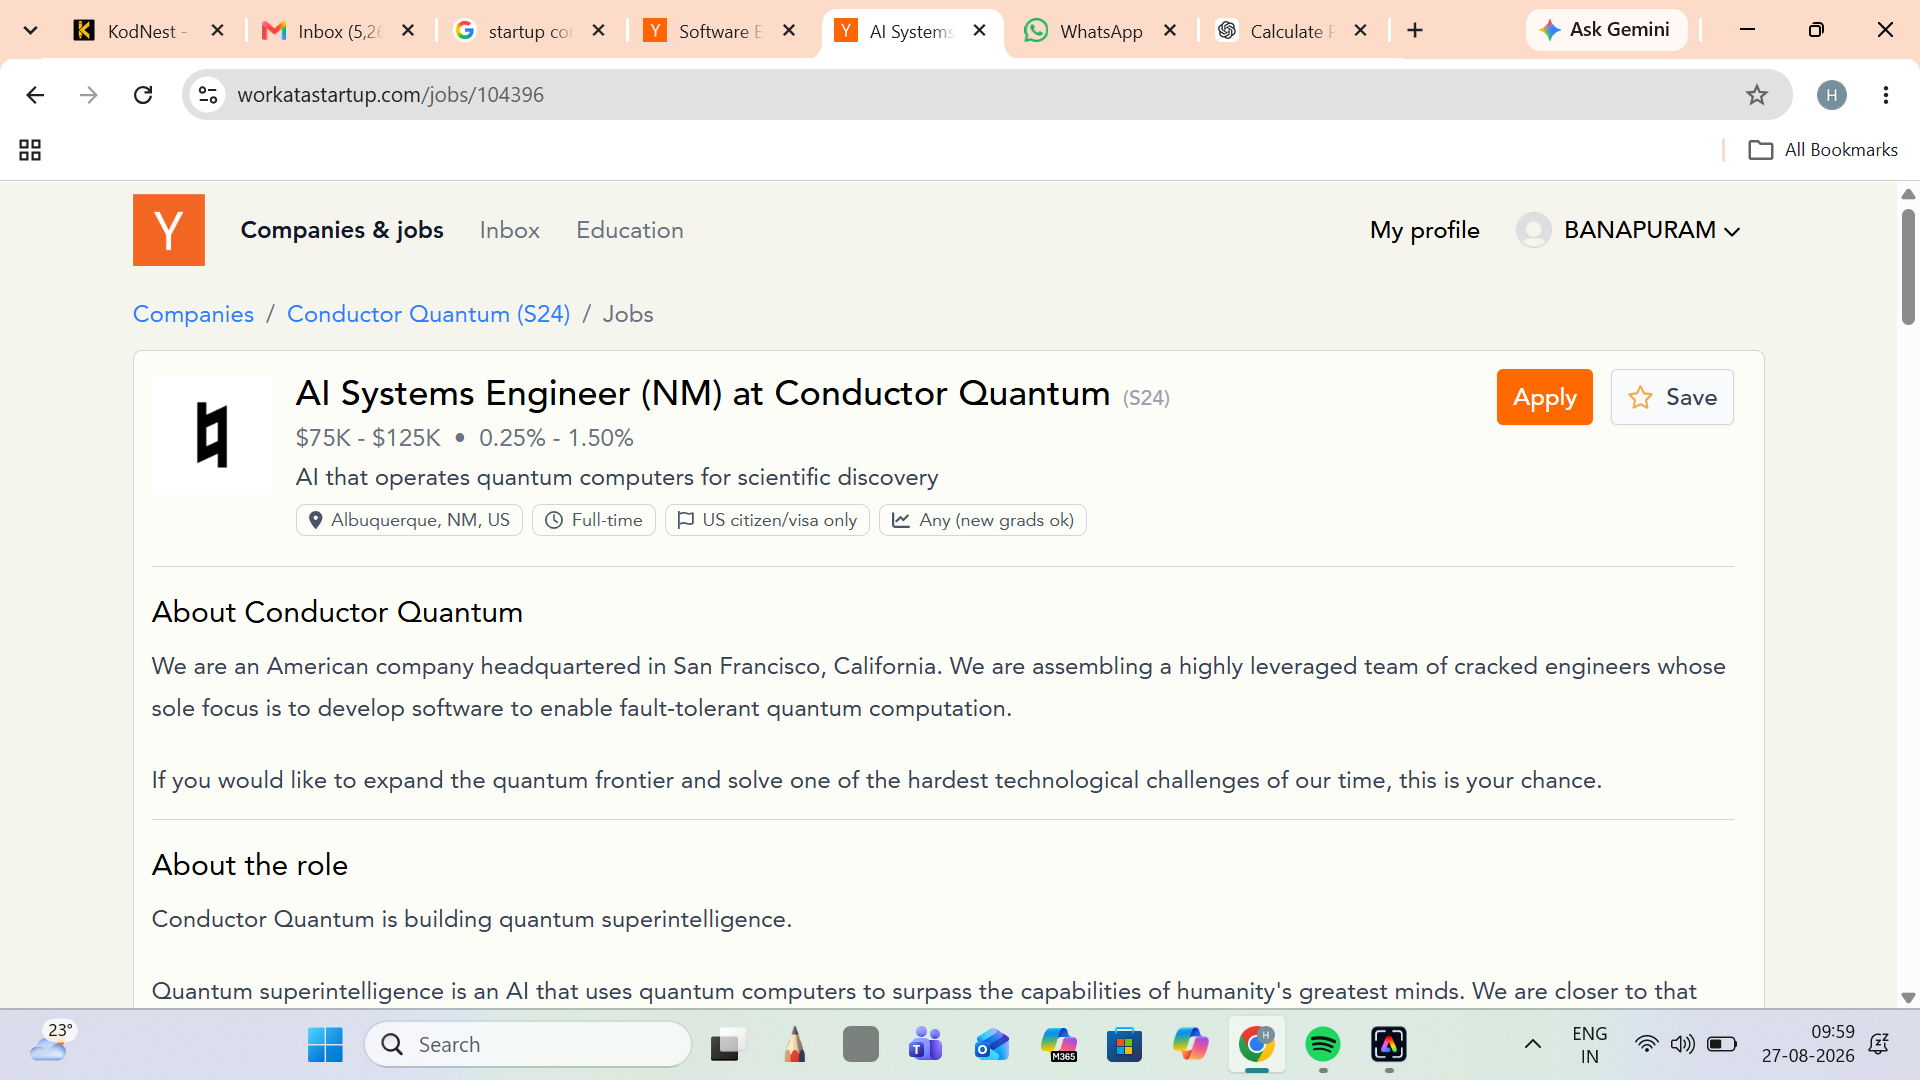 KodNest -
Inbox (5,26
startup co
Software E
AI Systems
WhatsApp
Calculate F
Ask Gemini
workatastartup.com/jobs/104396
H
All Bookmarks
Y
Companies & jobs
Inbox
Education
My profile
BANAPURAM
Companies / Conductor Quantum (S24) / Jobs
AI Systems Engineer (NM) at Conductor Quantum (S24)
Apply
Save
$75K - $125K • 0.25% - 1.50%
AI that operates quantum computers for scientific discovery
Albuquerque, NM, US
Full-time
US citizen/visa only
Any (new grads ok)
About Conductor Quantum
We are an American company headquartered in San Francisco, California. We are assembling a highly leveraged team of cracked engineers whose
sole focus is to develop software to enable fault-tolerant quantum computation.
If you would like to expand the quantum frontier and solve one of the hardest technological challenges of our time, this is your chance.
About the role
Conductor Quantum is building quantum superintelligence.
Quantum superintelligence is an AI that uses quantum computers to surpass the capabilities of humanity's greatest minds. We are closer to that
23°
Search
M365
ENG
IN
09:59
27-08-2026